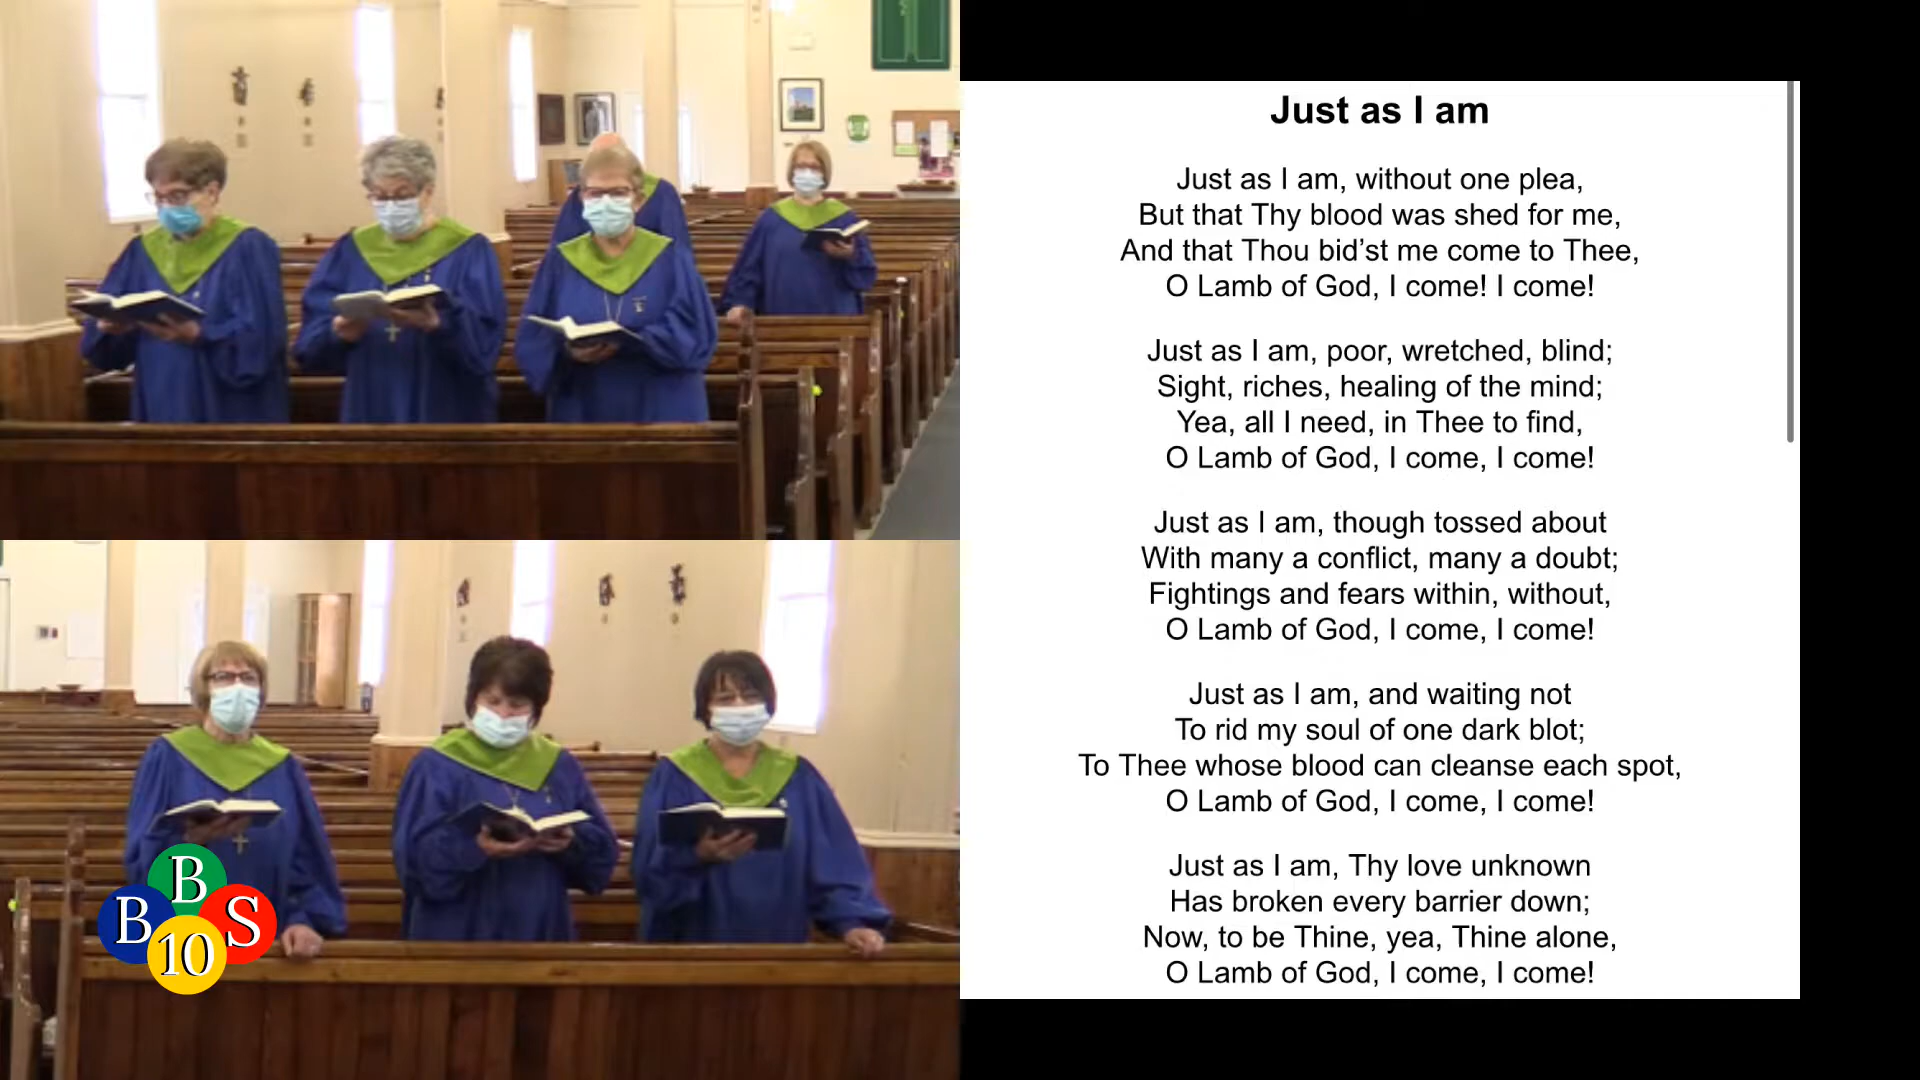 Just as I am
Just as I am, without one plea,
But that Thy blood was shed for me,
And that Thou bid’st me come to Thee,
O Lamb of God, I come! I come!
Just as I am, poor, wretched, blind;
Sight, riches, healing of the mind;
Yea, all I need, in Thee to find,
O Lamb of God, I come, I come!
Just as I am, though tossed about
With many a conflict, many a doubt;
Fightings and fears within, without,
O Lamb of God, I come, I come!
Just as I am, and waiting not
To rid my soul of one dark blot;
To Thee whose blood can cleanse each spot,
O Lamb of God, I come, I come!
Just as I am, Thy love unknown
Has broken every barrier down;
Now, to be Thine, yea, Thine alone,
O Lamb of God, I come, I come!
B
B S
10